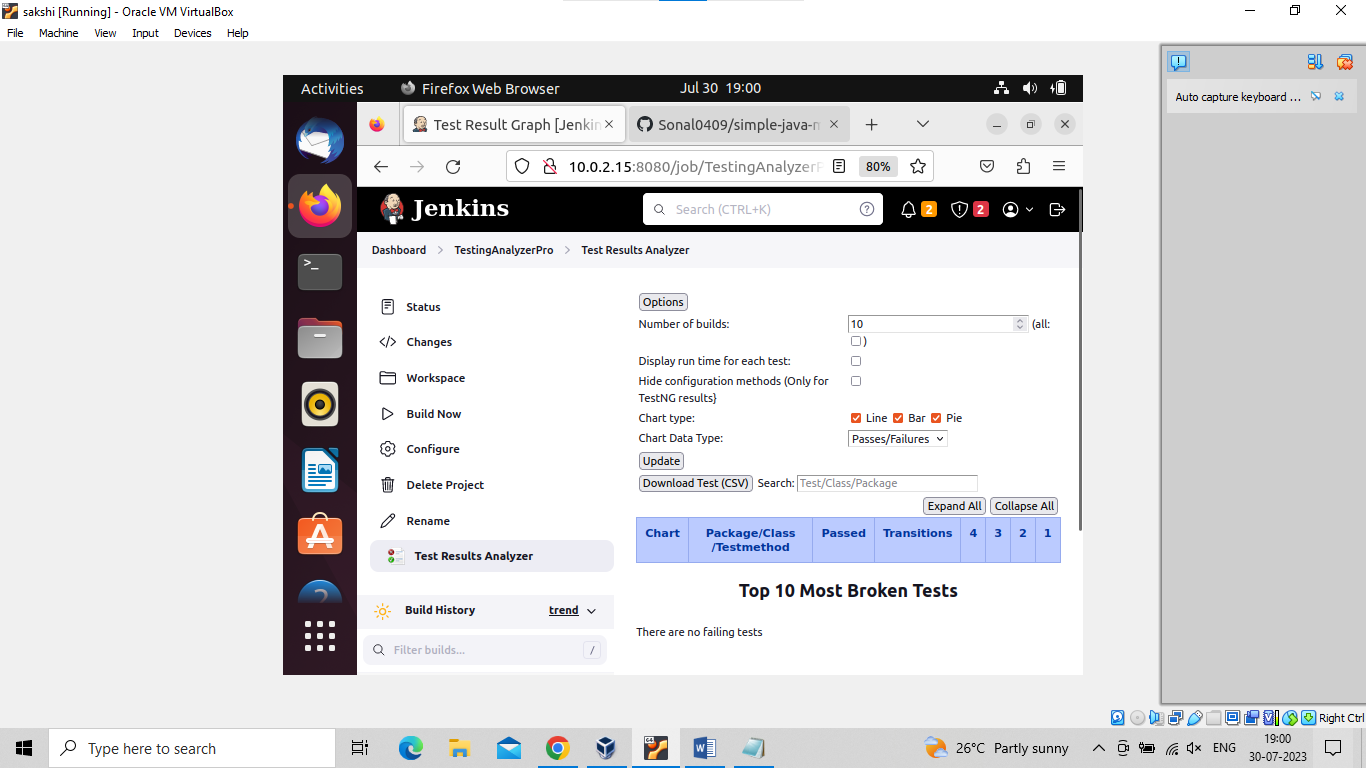 sakshi [Running] - Oracle VM VirtualBox
File Machine View Input Devices Help
Auto capture keyboard ...
Activities Firefox Web Browser Jul 30 19:00
Test Result Graph [Jenkin
Sonal0409/simple-java-m
10.0.2.15:8080/job/TestingAnalyzerP 80%
Jenkins
Search (CTRL+K) ? 2 2
Dashboard > TestingAnalyzerPro > Test Results Analyzer
Status
Changes
Workspace
Build Now
Configure
Delete Project
Rename
Test Results Analyzer
Build History trend
Filter builds... /
Options
Number of builds: 10 (all:
)
Display run time for each test:
Hide configuration methods (Only for
TestNG results}
Chart type: Line Bar Pie
Chart Data Type: Passes/Failures
Update
Download Test (CSV) Search: Test/Class/Package
Expand All Collapse All
Chart Package/Class Passed Transitions 4 3 2 1
/Testmethod
Top 10 Most Broken Tests
There are no failing tests
Right Ctrl
Type here to search
26°C Partly sunny ENG 19:00
30-07-2023